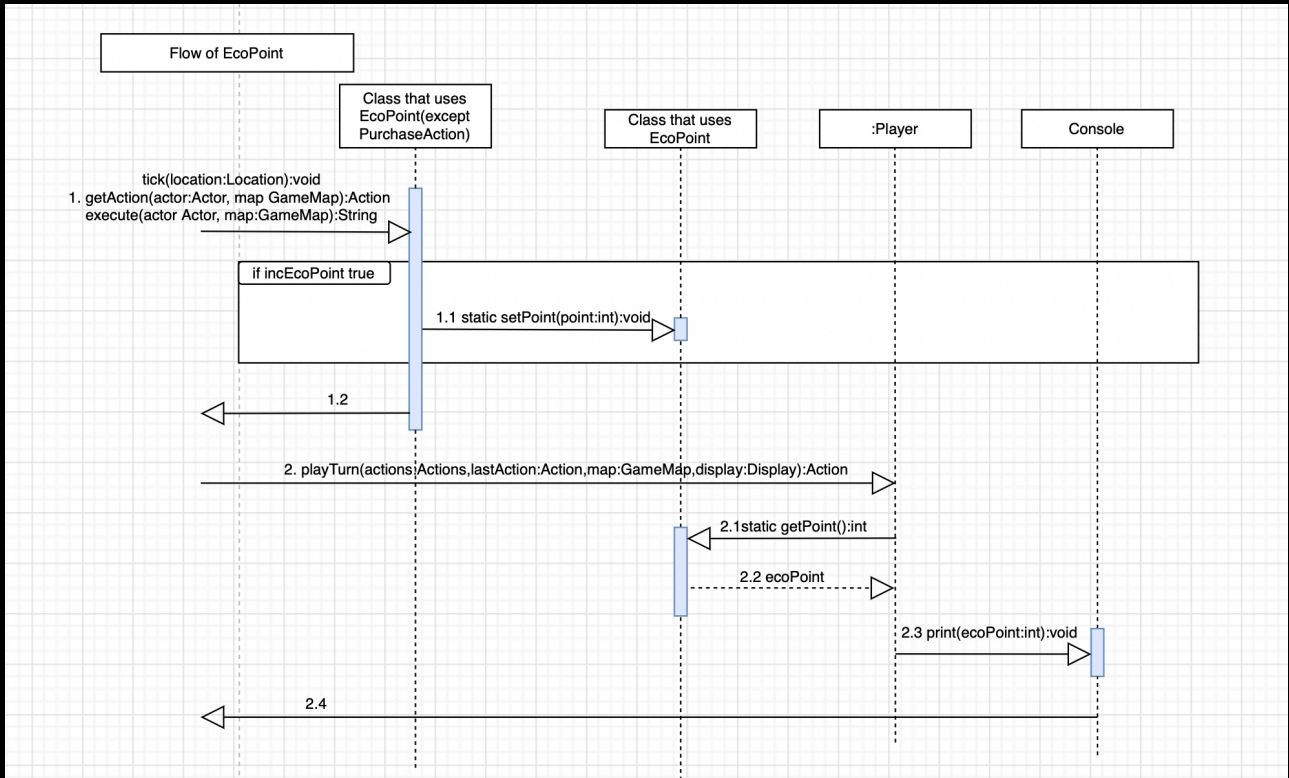 Flow of EcoPoint
Class that uses
EcoPoint(except
PurchaseAction)
Class that uses
EcoPoint
:Player
Console
tick(location:Location):void
1. getAction(actor:Actor, map GameMap):Action
execute(actor Actor, map:GameMap):String
if incEcoPoint true
1.1 static setPoint(point:int):void
1.2
2. playTurn(actions:Actions,lastAction:Action,map:GameMap,display:Display):Action
2.1static getPoint():int
2.2 ecoPoint
2.3 print(ecoPoint:int):void
2.4